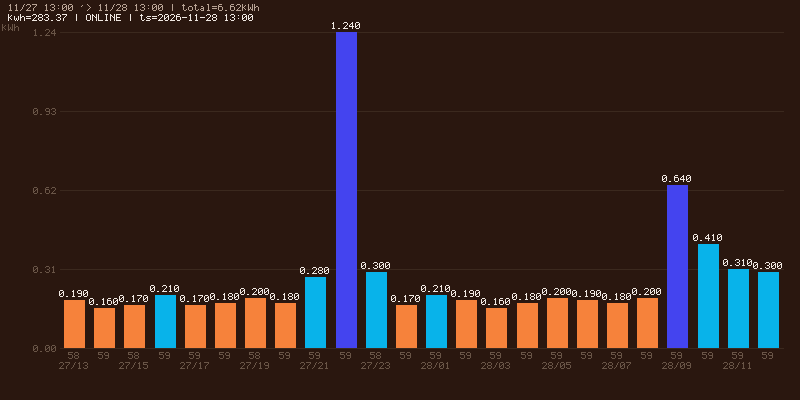 11/27 13:00 -> 11/28 13:00 | total=6.62kWh
Kwh=283.37 | ONLINE | ts=2026-11-28 13:00
kWh
1.24
0.93
0.62
0.31
0.00
0.190 0.160 0.170 0.210 0.170 0.180 0.200 0.180 0.280 1.240 0.300 0.170 0.210 0.190 0.160 0.180 0.200 0.190 0.180 0.200 0.640 0.410 0.310 0.300
58 59 58 59 59 59 58 59 59 59 58 59 59 59 59 59 59 59 59 59 59 59 59 59
27/13 27/15 27/17 27/19 27/21 27/23 28/01 28/03 28/05 28/07 28/09 28/11